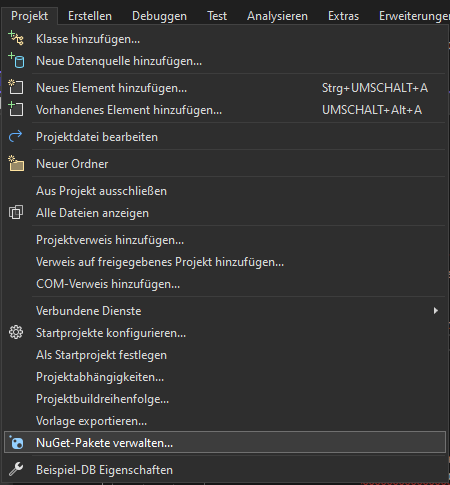 Projekt Erstellen Debuggen Test Analysieren Extras Erweiterungen
Klasse hinzufügen...
Neue Datenquelle hinzufügen...
Neues Element hinzufügen... Strg+UMSCHALT+A
Vorhandenes Element hinzufügen... UMSCHALT+Alt+A
Projektdatei bearbeiten
Neuer Ordner
Aus Projekt ausschließen
Alle Dateien anzeigen
Projektverweis hinzufügen...
Verweis auf freigegebenes Projekt hinzufügen...
COM-Verweis hinzufügen...
Verbundene Dienste
Startprojekte konfigurieren...
Als Startprojekt festlegen
Projektabhängigkeiten...
Projektbuildreihenfolge...
Vorlage exportieren...
NuGet-Pakete verwalten...
Beispiel-DB Eigenschaften